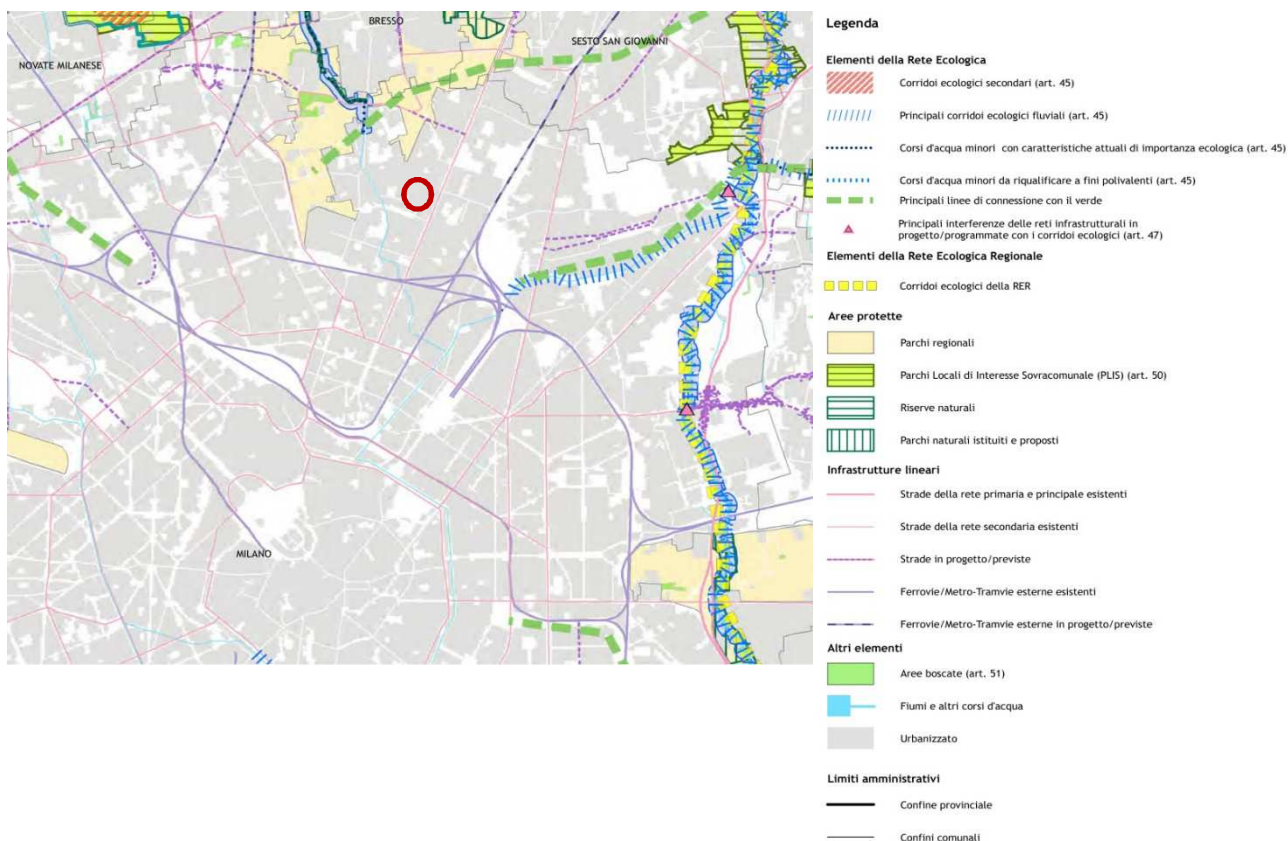 BRESSO
SESTO SAN GIOVANNI
NOVATE MILANESE
MILANO
Legenda
Elementi della Rete Ecologica
Corridoi ecologici secondari (art. 45)
Principali corridoi ecologici fluviali (art. 45)
Corsi d'acqua minori con caratteristiche attuali di importanza ecologica (art. 45)
Corsi d'acqua minori da riqualificare a fini polivalenti (art. 45)
Principali linee di connessione con il verde
Principali interferenze delle reti infrastrutturali in
progetto/programmate con i corridoi ecologici (art. 47)
Elementi della Rete Ecologica Regionale
Corridoi ecologici della RER
Aree protette
Parchi regionali
Parchi Locali di Interesse Sovracomunale (PLIS) (art. 50)
Riserve naturali
Parchi naturali istituiti e proposti
Infrastrutture lineari
Strade della rete primaria e principale esistenti
Strade della rete secondaria esistenti
Strade in progetto/previste
Ferrovie/Metro-Tramvie esterne esistenti
Ferrovie/Metro-Tramvie esterne in progetto/previste
Altri elementi
Aree boscate (art. 51)
Fiumi e altri corsi d'acqua
Urbanizzato
Limiti amministrativi
Confine provinciale
Confini comunali